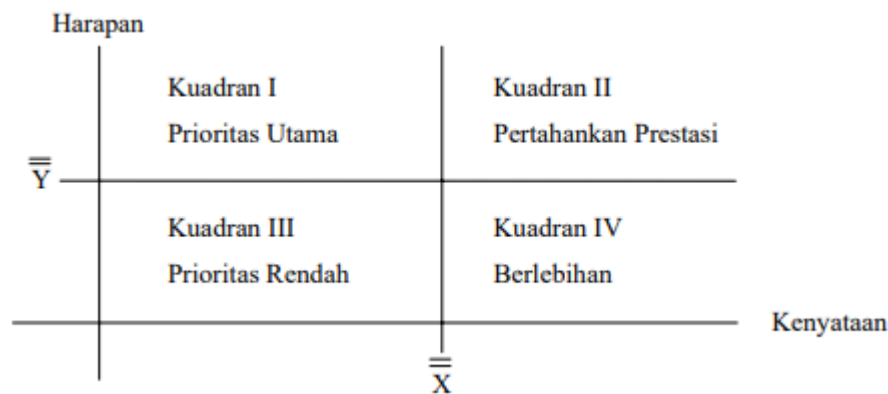 Harapan
Kuadran I
Prioritas Utama
Kuadran II
Pertahankan Prestasi
Y
Kuadran III
Prioritas Rendah
Kuadran IV
Berlebihan
Kenyataan
X